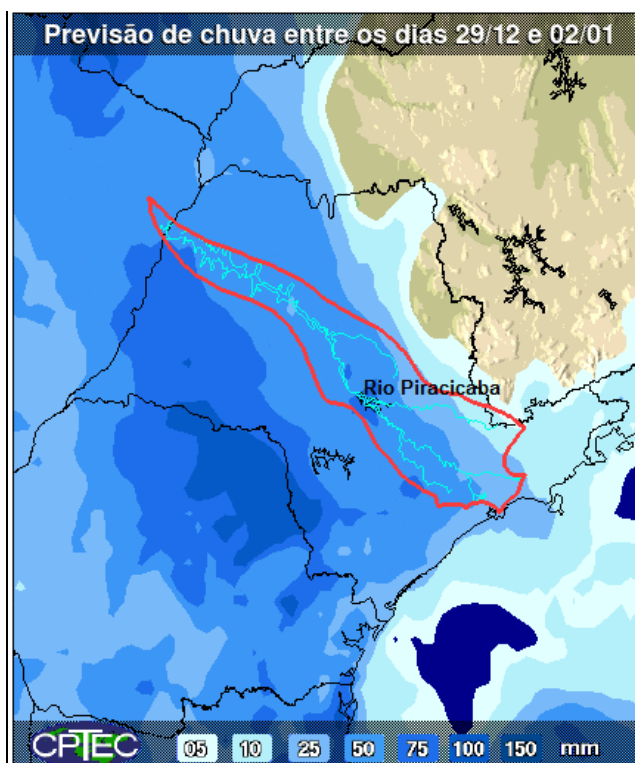 Previsão de chuva entre os dias 29/12 e 02/01
Rio Piracicaba
CPTEC 05 10 25 50 75 100 150 mm